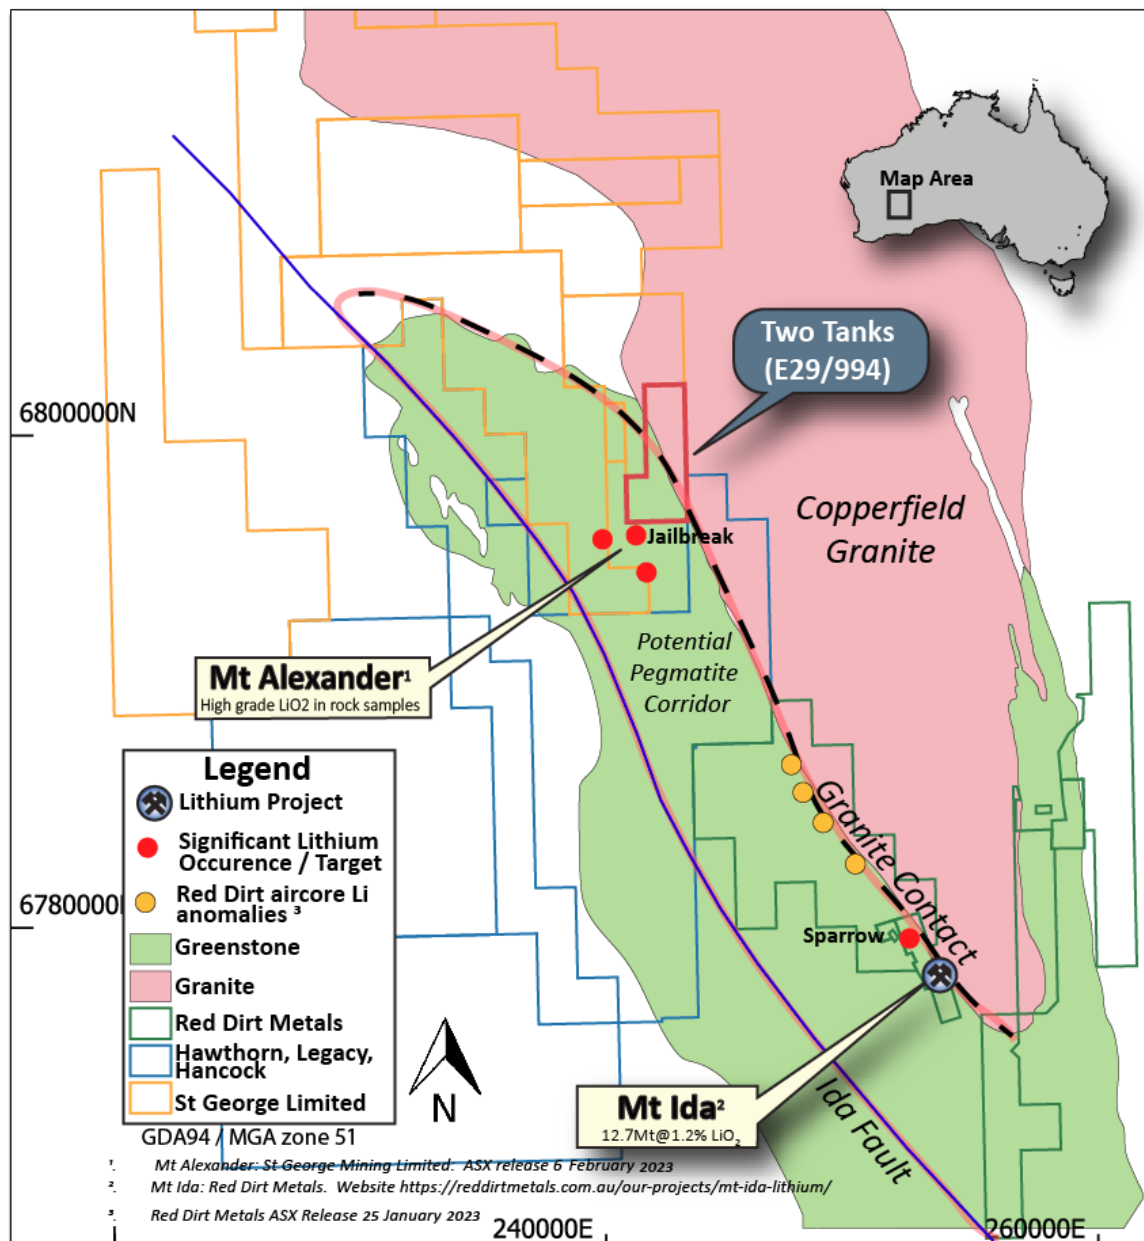 Map Area
Two Tanks
(E29/994)
6800000N
Copperfield
Granite
Jailbreak
Potential
Pegmatite
Corridor
Mt Alexander¹
High grade LiO2 in rock samples
Granite Contact
6780000
Sparrow
Legend
Lithium Project
Significant Lithium
Occurence / Target
Red Dirt aircore Li
anomalies ³
Greenstone
Granite
Red Dirt Metals
Hawthorn, Legacy,
Hancock
St George Limited
N
Mt Ida²
12.7Mt@1.2% LiO₂
Ida Fault
GDA94 / MGA zone 51
¹. Mt Alexander: St George Mining Limited: ASX release 6 February 2023
². Mt Ida: Red Dirt Metals. Website https://reddirtmetals.com.au/our-projects/mt-ida-lithium/
³. Red Dirt Metals ASX Release 25 January 2023
240000E
260000E